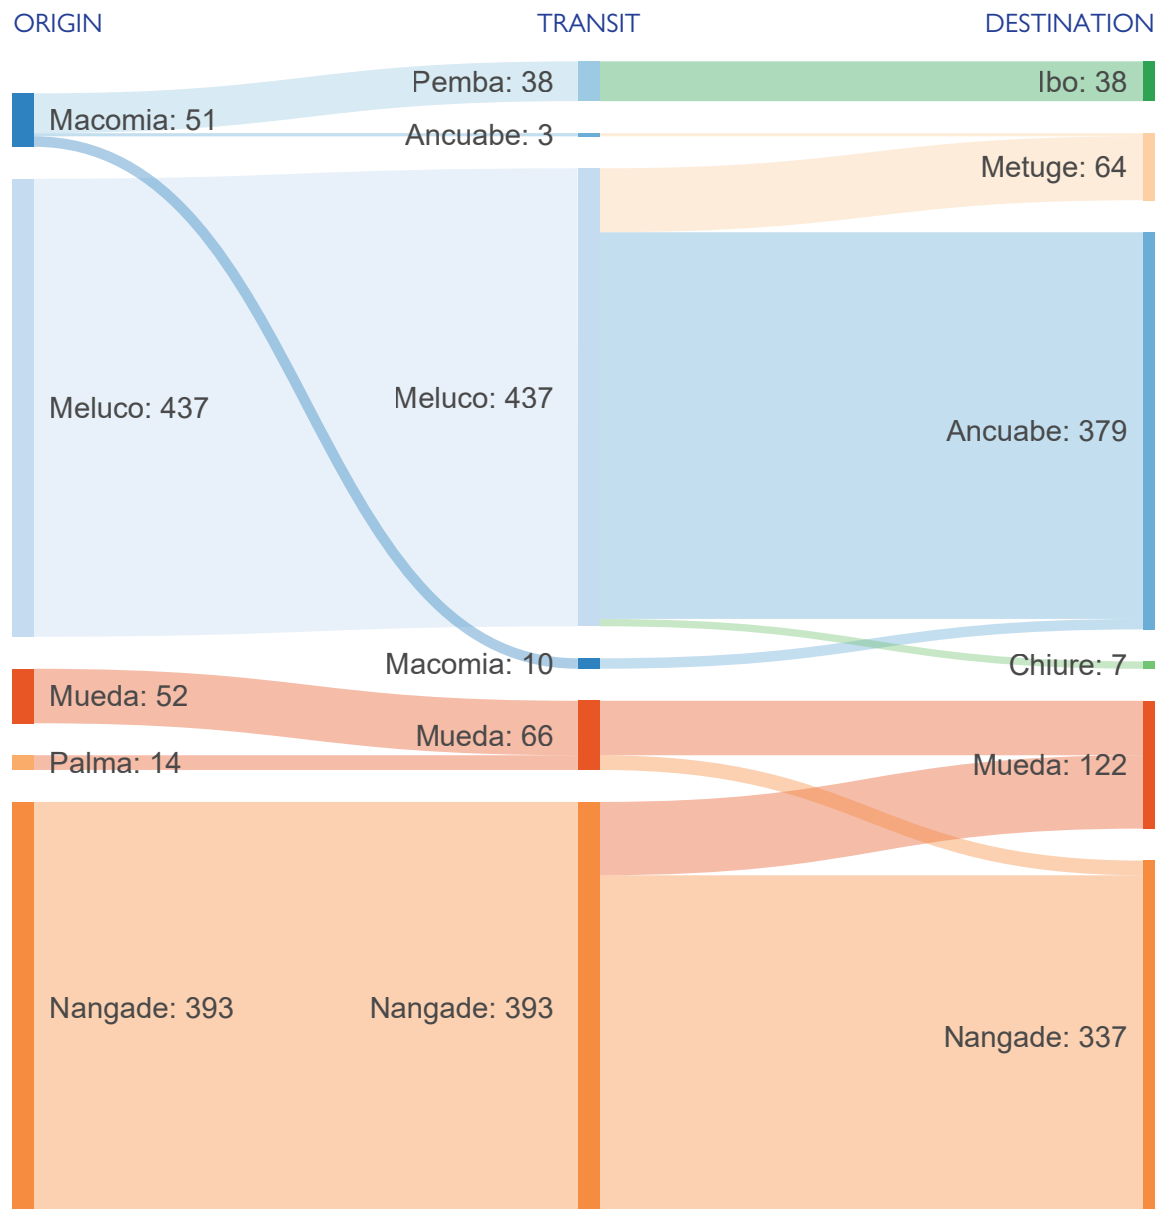 ORIGIN TRANSIT DESTINATION
Pemba: 38 Ibo: 38
Macomia: 51
Ancuabe: 3
Metuge: 64
Meluco: 437 Meluco: 437
Ancuabe: 379
Macomia: 10 Chiure: 7
Mueda: 52
Mueda: 66
Palma: 14 Mueda: 122
Nangade: 393 Nangade: 393
Nangade: 337